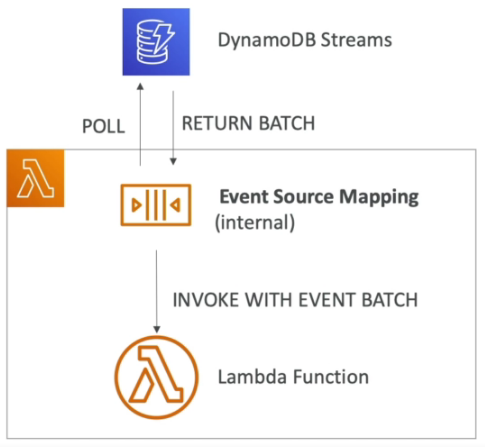 DynamoDB Streams
POLL
RETURN BATCH
Event Source Mapping
(internal)
INVOKE WITH EVENT BATCH
Lambda Function